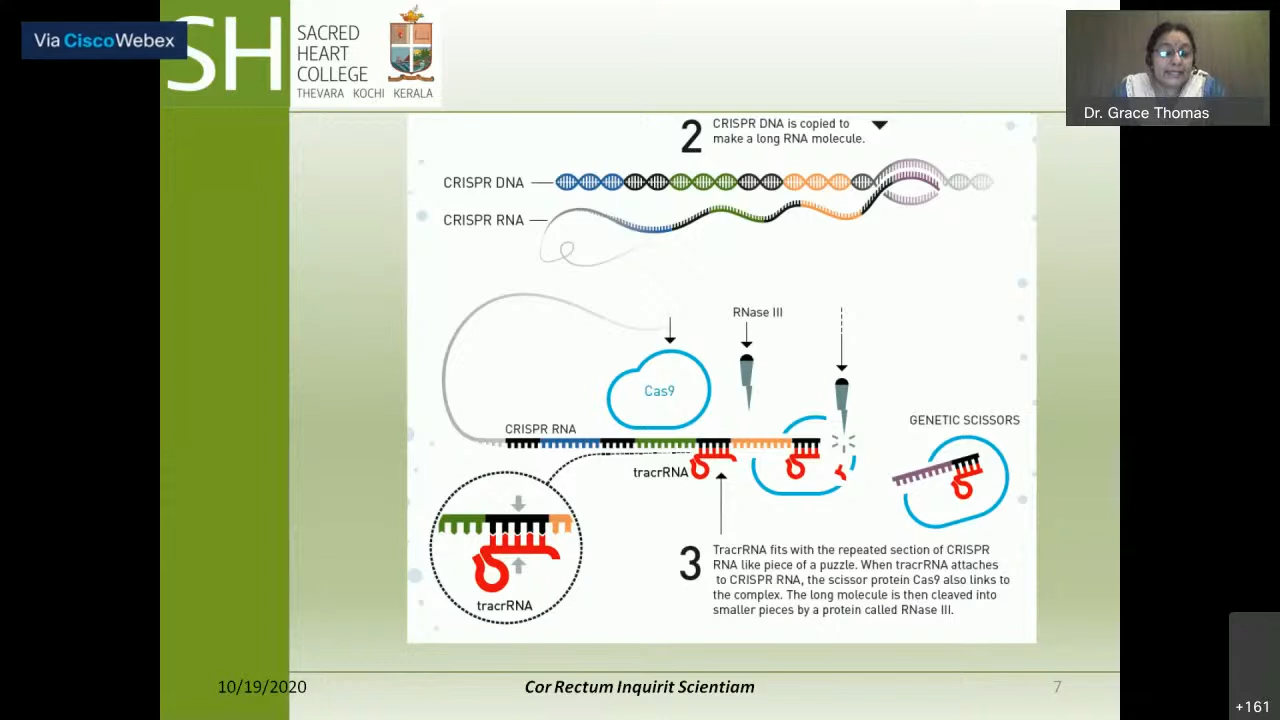 Via Cisco Webex
SH
SACRED
HEART
COLLEGE
THEVARA KOCHI KERALA
Dr. Grace Thomas
2
CRISPR DNA is copied to
make a long RNA molecule.
CRISPR DNA
CRISPR RNA
RNase III
Cas9
GENETIC SCISSORS
CRISPR RNA
tracrRNA
tracrRNA
3
TracrRNA fits with the repeated section of CRISPR
RNA like piece of a puzzle. When tracrRNA attaches
to CRISPR RNA, the scissor protein Cas9 also links to
the complex. The long molecule is then cleaved into
smaller pieces by a protein called RNase III.
10/19/2020
Cor Rectum Inquirit Scientiam
7
+161